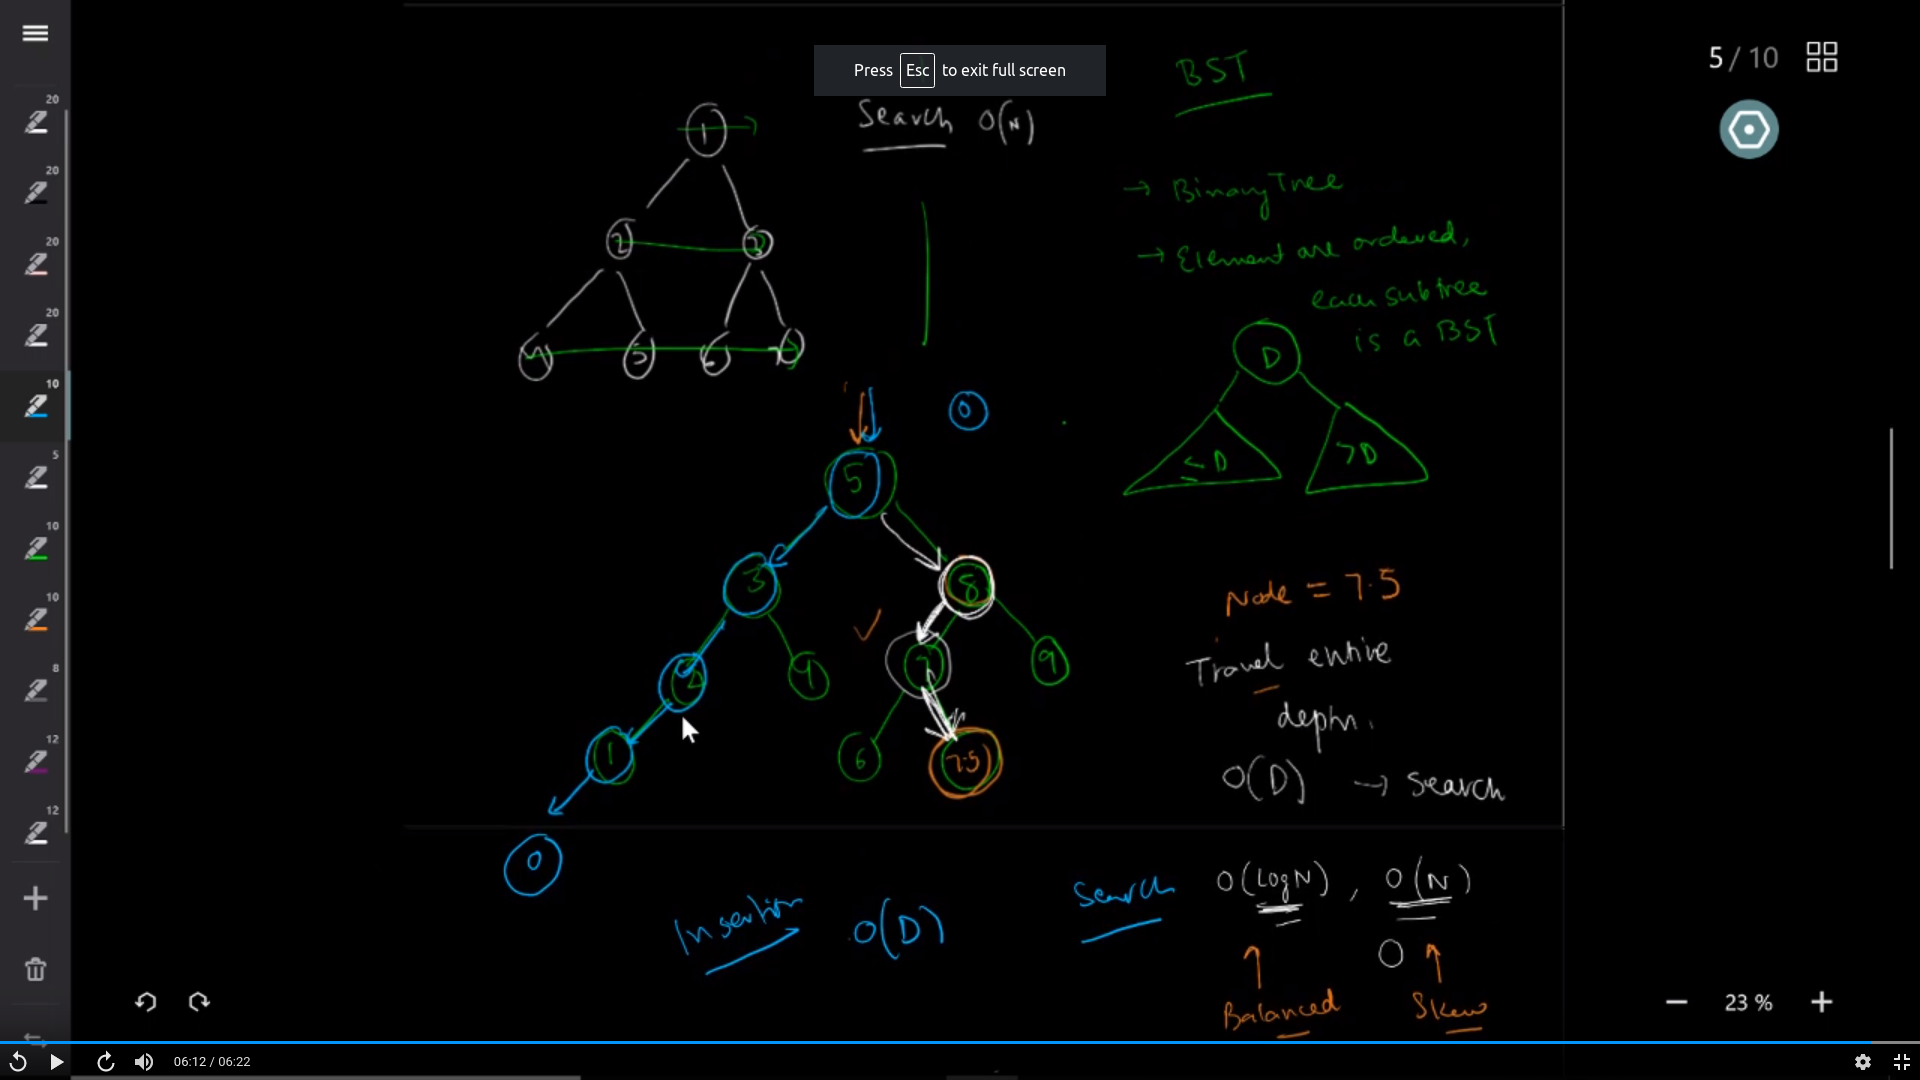 Press Esc to exit full screen
5 / 10
BST
Search O(N)
1
2 3
4 5 6 7
→ Binary Tree
→ Element are ordered,
each subtree
is a BST
D
≤D >D
0
5
3 8
2 4 7 9
1 6 7.5
0
Node = 7.5
Travel entire
depth.
O(D) → Search
Insertion O(D)
Search O(LogN), O(N)
Balanced
Skew
20
20
20
20
10
5
10
10
8
12
12
23 %
06:12 / 06:22